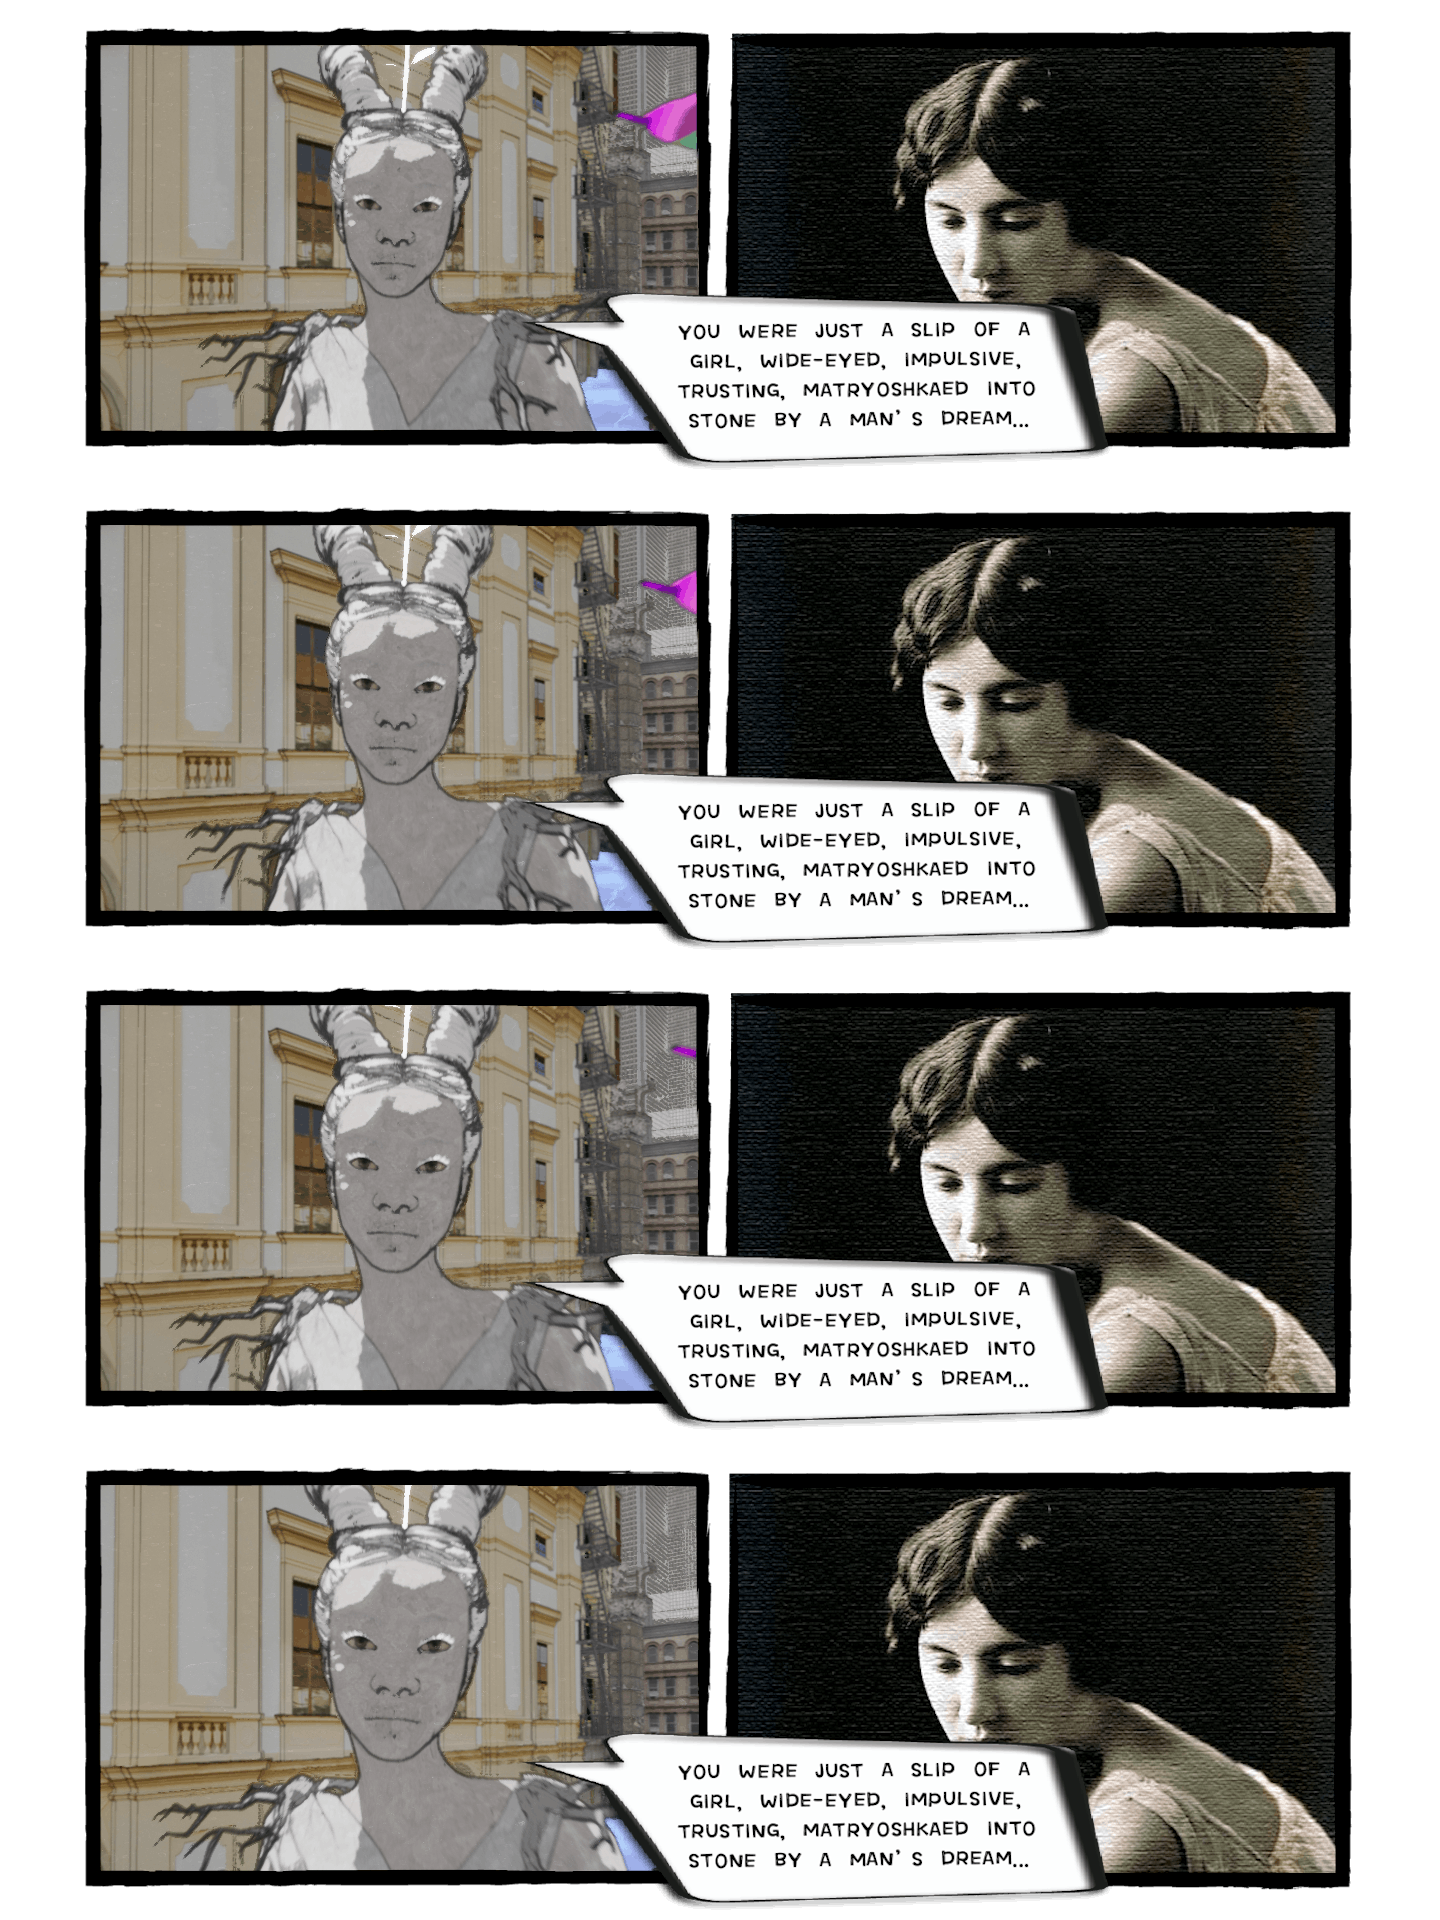 YOU WERE JUST A SLIP OF A
GIRL, WIDE-EYED, IMPULSIVE,
TRUSTING, MATRYOSHKAED INTO
STONE BY A MAN'S DREAM...
YOU WERE JUST A SLIP OF A
GIRL, WIDE-EYED, IMPULSIVE,
TRUSTING, MATRYOSHKAED INTO
STONE BY A MAN'S DREAM...
YOU WERE JUST A SLIP OF A
GIRL, WIDE-EYED, IMPULSIVE,
TRUSTING, MATRYOSHKAED INTO
STONE BY A MAN'S DREAM...
YOU WERE JUST A SLIP OF A
GIRL, WIDE-EYED, IMPULSIVE,
TRUSTING, MATRYOSHKAED INTO
STONE BY A MAN'S DREAM...